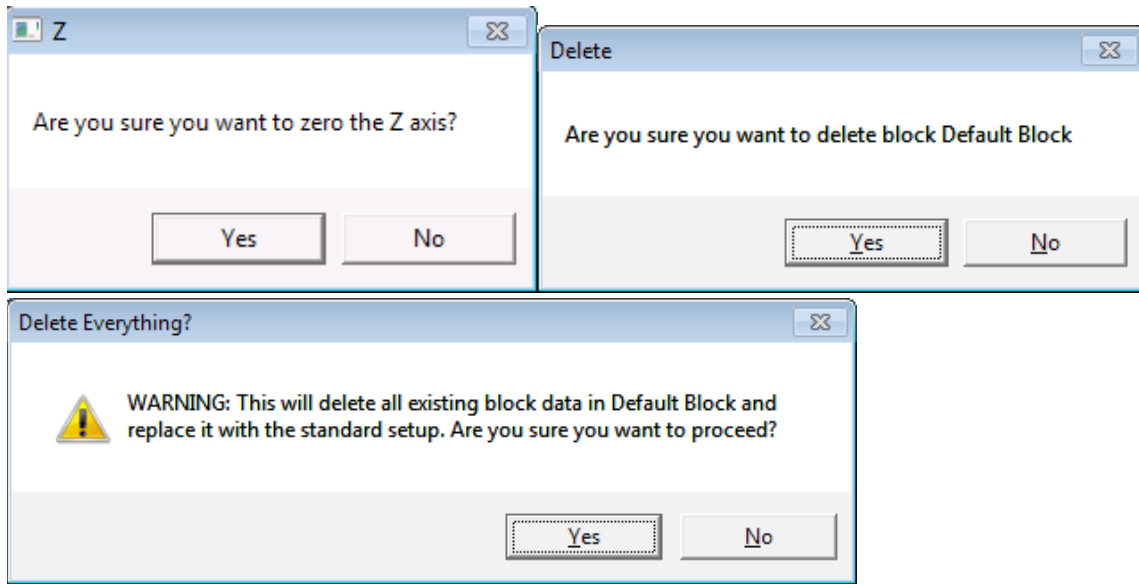 Z
Are you sure you want to zero the Z axis?
Yes No
Delete
Are you sure you want to delete block Default Block
Yes No
Delete Everything?
WARNING: This will delete all existing block data in Default Block and
replace it with the standard setup. Are you sure you want to proceed?
Yes No